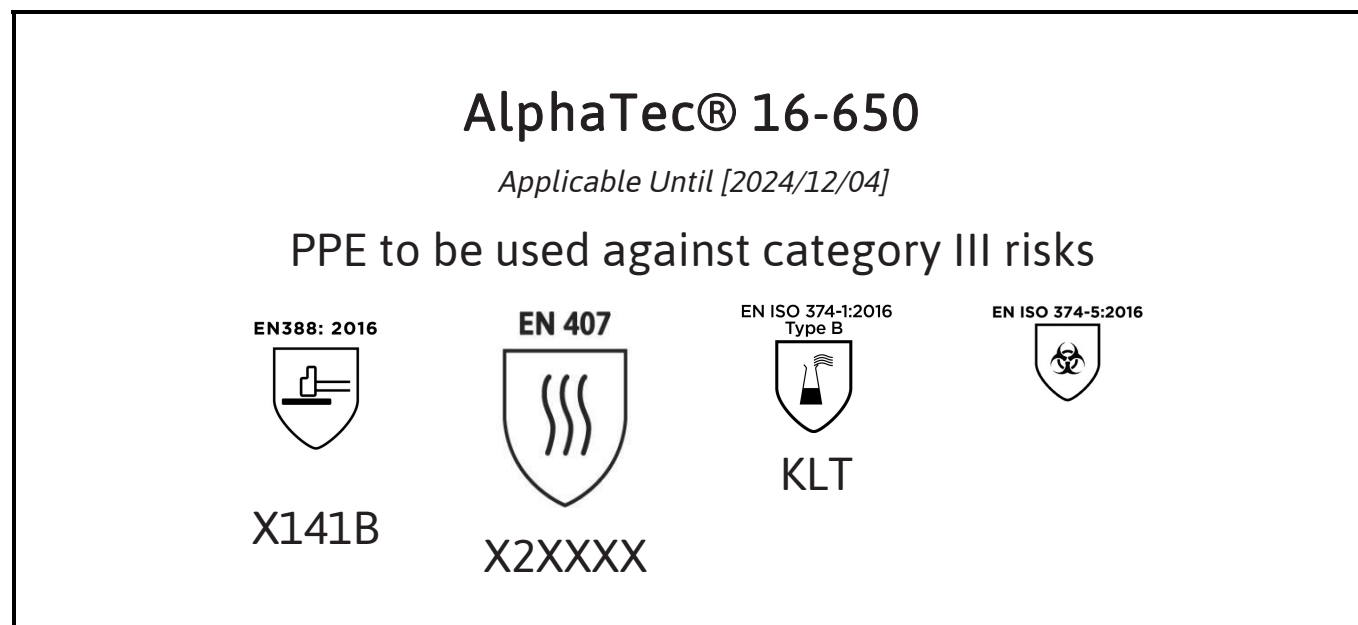 AlphaTec® 16-650
Applicable Until [2024/12/04]
PPE to be used against category III risks
EN388: 2016
X141B
EN 407
X2XXXX
EN ISO 374-1:2016
Type B
KLT
EN ISO 374-5:2016